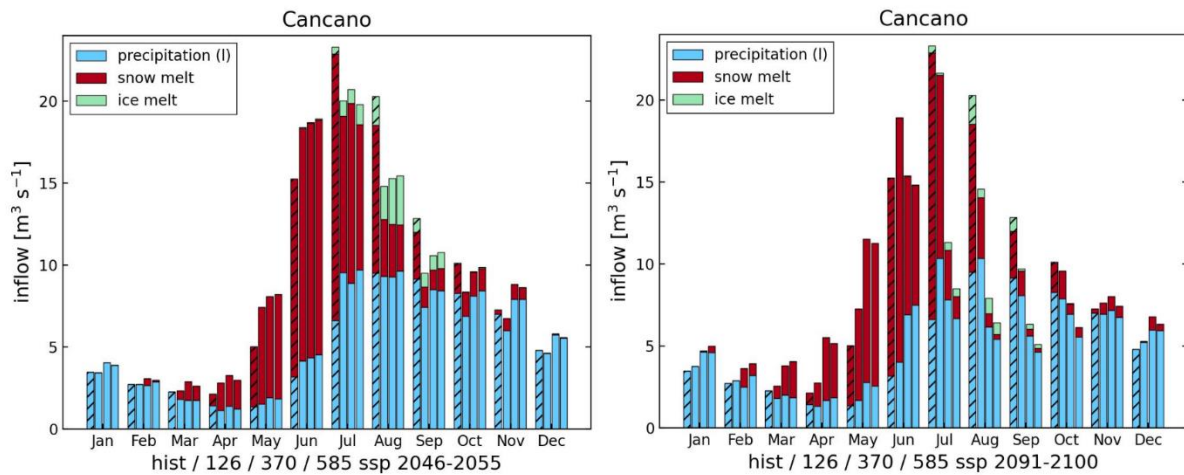 Cancano
precipitation (l)
snow melt
ice melt
inflow [m³ s⁻¹]
20
15
10
5
0
Jan Feb Mar Apr May Jun Jul Aug Sep Oct Nov Dec
hist / 126 / 370 / 585 ssp 2046-2055
Cancano
precipitation (l)
snow melt
ice melt
inflow [m³ s⁻¹]
20
15
10
5
0
Jan Feb Mar Apr May Jun Jul Aug Sep Oct Nov Dec
hist / 126 / 370 / 585 ssp 2091-2100